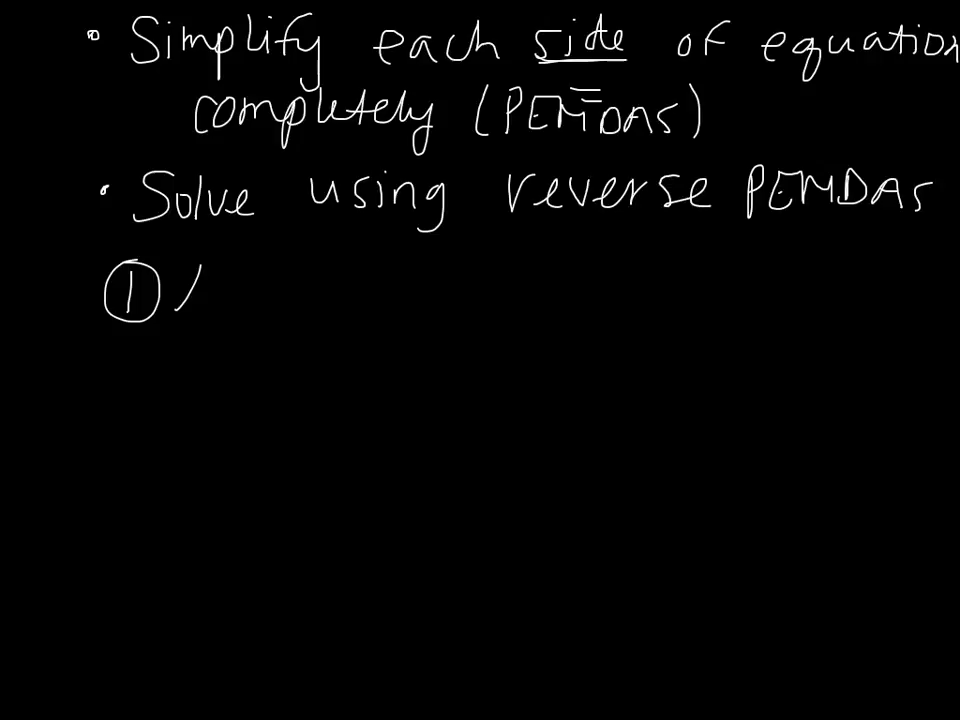 • Simplify each side of equation
completely (PEMDAS)
• Solve using reverse PEMDAS
①